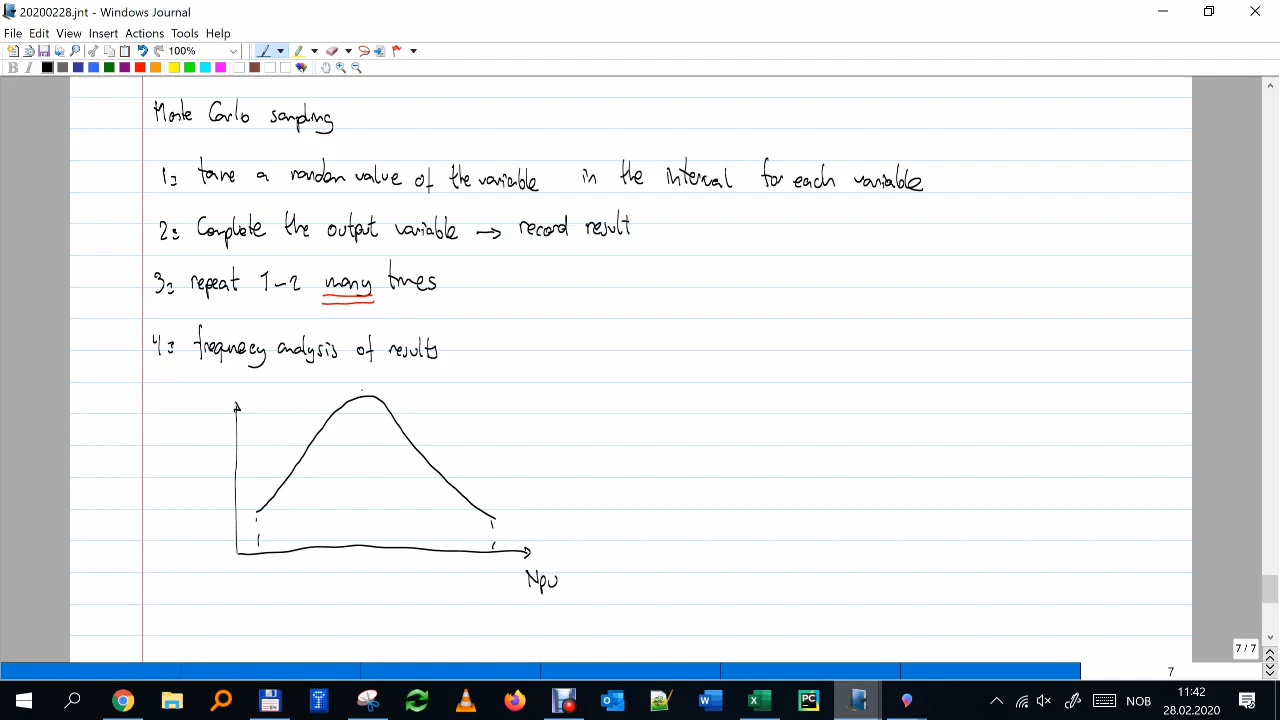 20200228.jnt - Windows Journal
File Edit View Insert Actions Tools Help
100%
B I
Monte Carlo sampling
1: take a random value of the variable in the interval for each variable
2: Complete the output variable → record result
3: repeat 1-2 many times
4: frequency analysis of results
Npv
7 / 7
7
NOB
11:42
28.02.2020